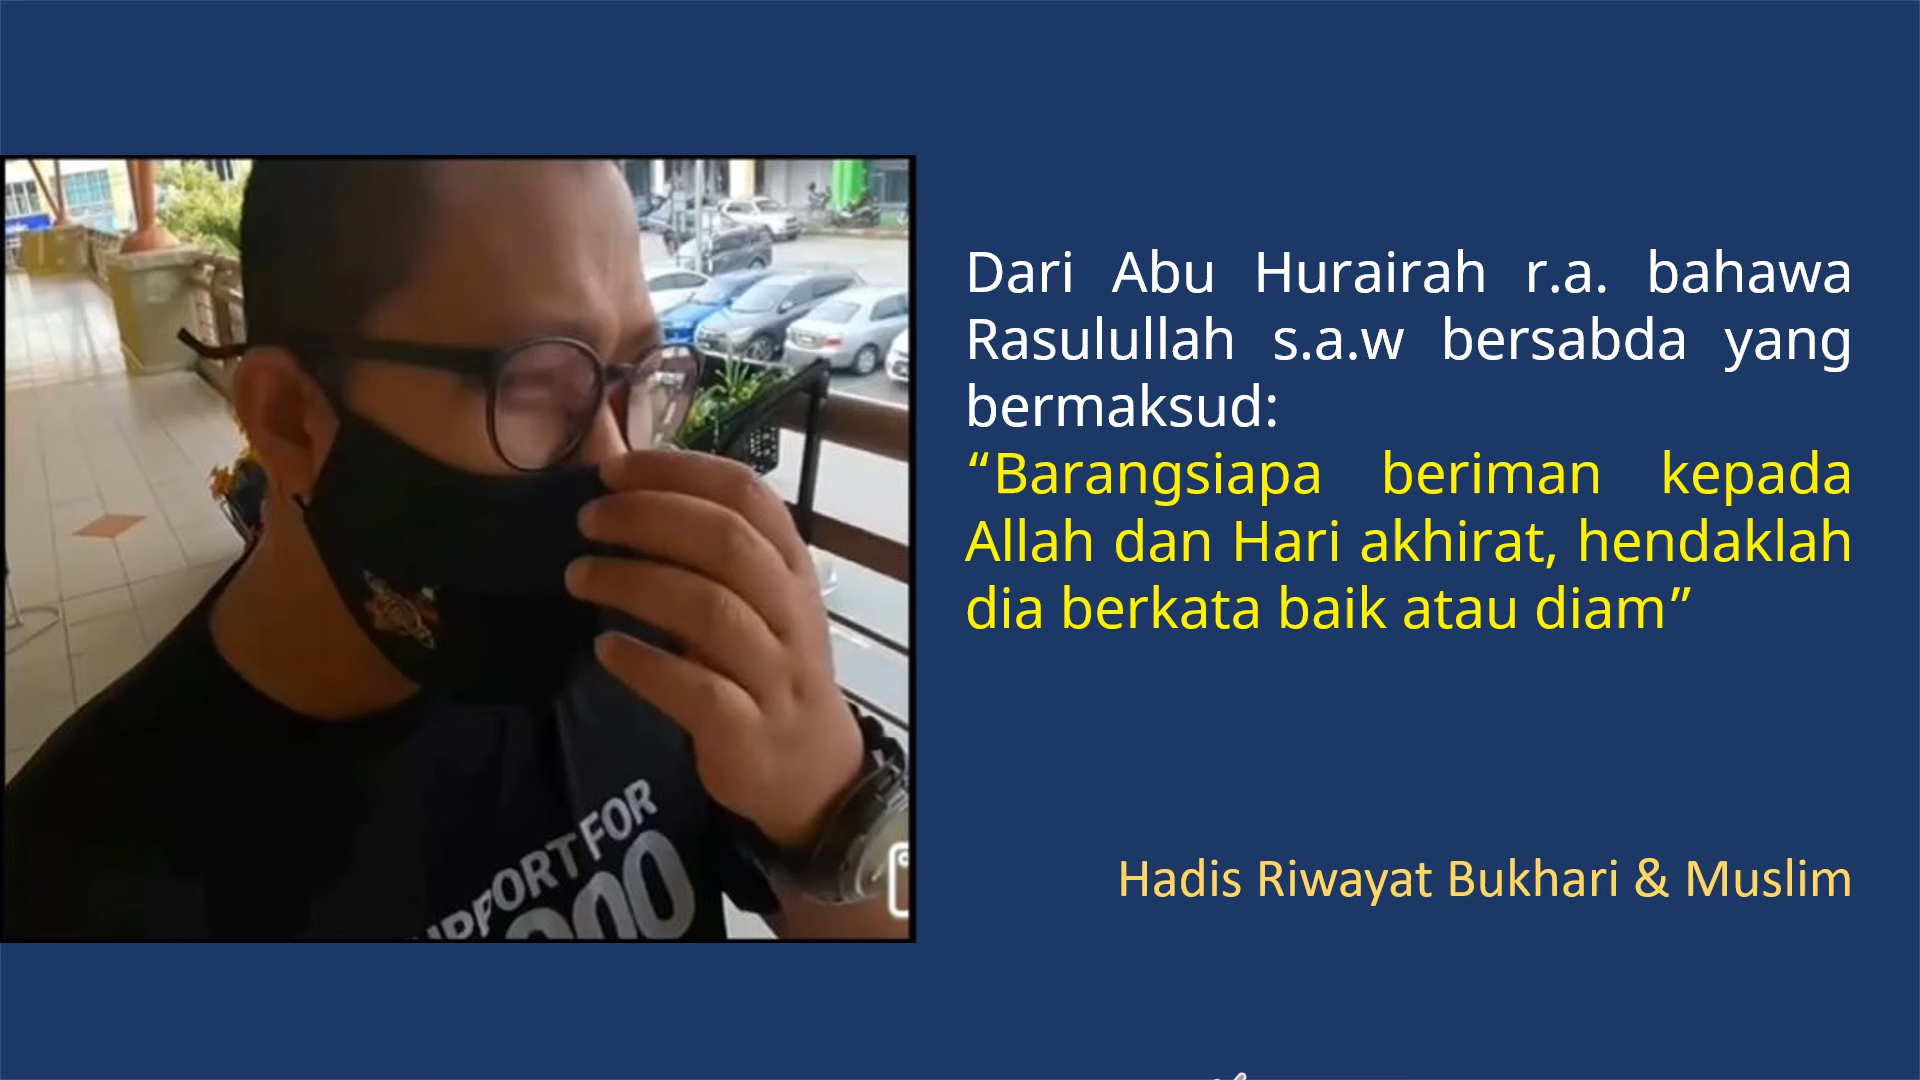 Dari Abu Hurairah r.a. bahawa
Rasulullah s.a.w bersabda yang
bermaksud:
“Barangsiapa beriman kepada
Allah dan Hari akhirat, hendaklah
dia berkata baik atau diam”
Hadis Riwayat Bukhari & Muslim
FOR